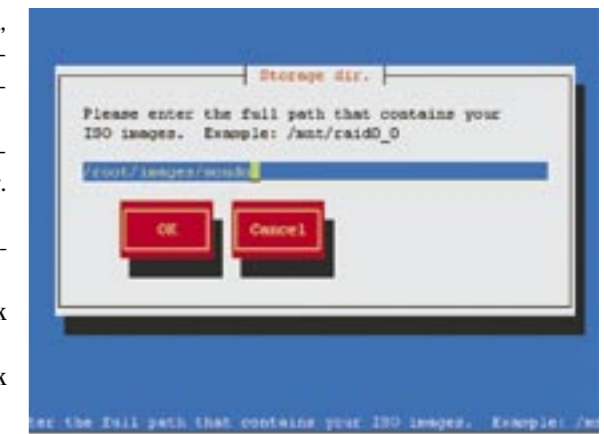 Storage dir.
Please enter the full path that contains your
ISO images. Example: /mnt/raid0_0
/root/images/mondo
OK
Cancel
ter the full path that contains your ISO images. Example: /mn